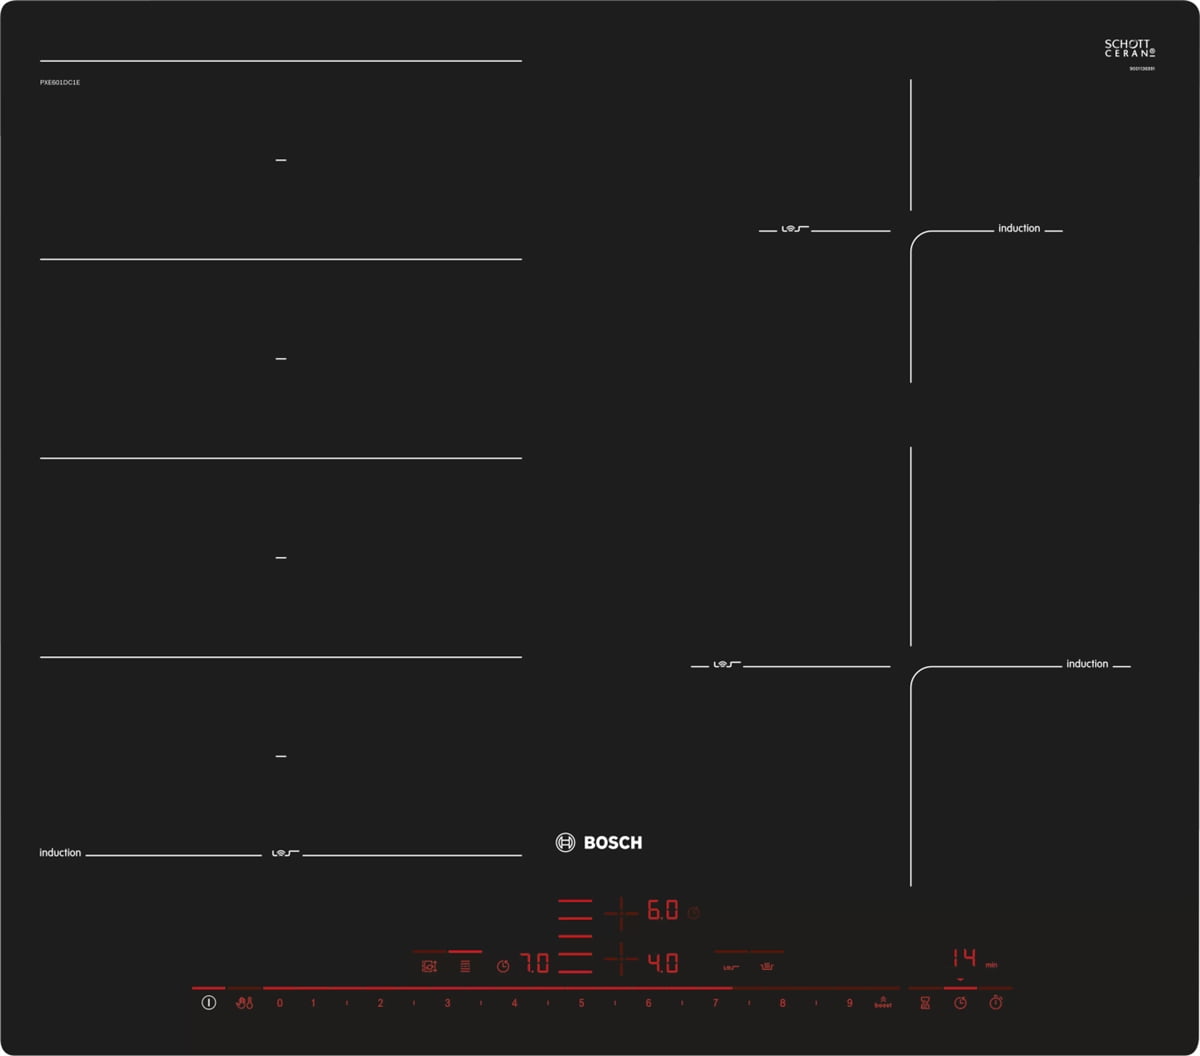 SCHOTT
CERAN®
PXE601DC1E
induction
induction
induction
BOSCH
6.0
7.0
4.0
14 min
0 1 2 3 4 5 6 7 8 9 boost